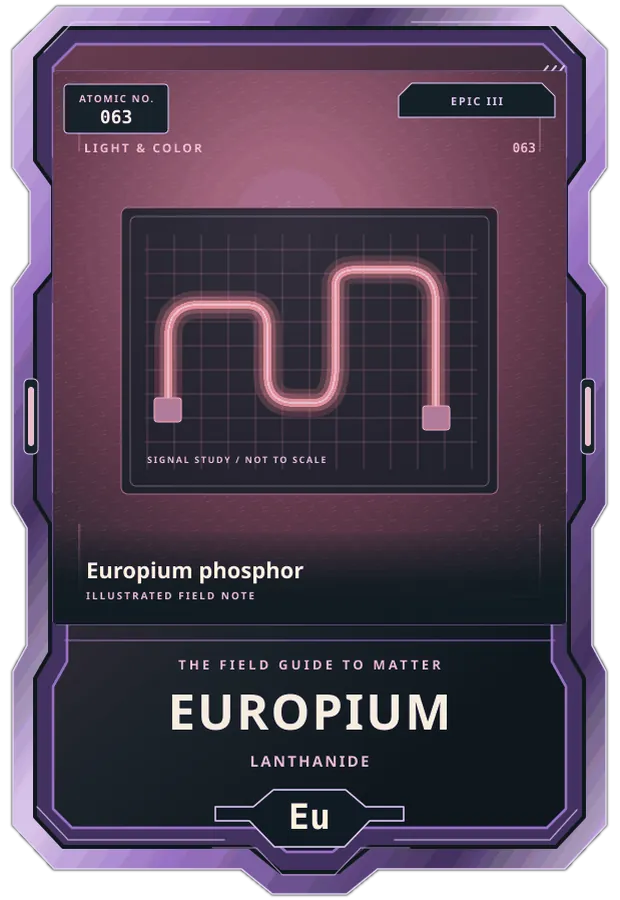 ATOMIC NO.
063
EPIC III
LIGHT & COLOR
063
SIGNAL STUDY / NOT TO SCALE
Europium phosphor
ILLUSTRATED FIELD NOTE
THE FIELD GUIDE TO MATTER
EUROPIUM
LANTHANIDE
Eu